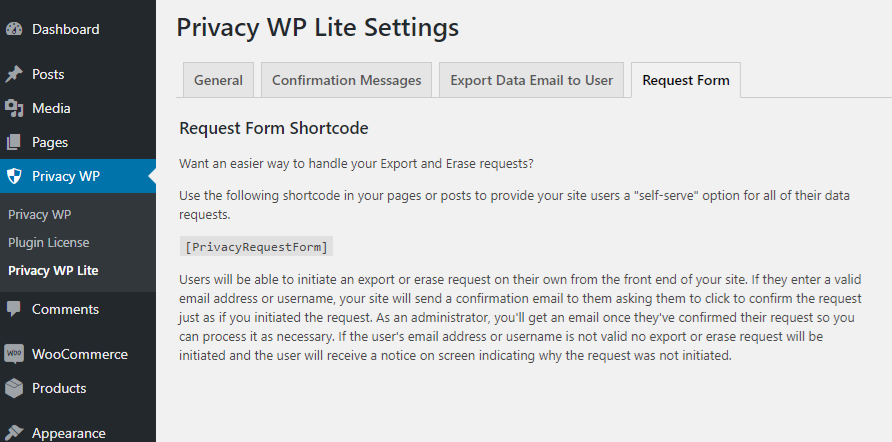 Dashboard
Posts
Media
Pages
Privacy WP
Privacy WP
Plugin License
Privacy WP Lite
Comments
WOO
WooCommerce
Products
Appearance
Privacy WP Lite Settings
General
Confirmation Messages
Export Data Email to User
Request Form
Request Form Shortcode
Want an easier way to handle your Export and Erase requests?
Use the following shortcode in your pages or posts to provide your site users a "self-serve" option for all of their data
requests.
[PrivacyRequestForm]
Users will be able to initiate an export or erase request on their own from the front end of your site. If they enter a valid
email address or username, your site will send a confirmation email to them asking them to click to confirm the request
just as if you initiated the request. As an administrator, you'll get an email once they've confirmed their request so you
can process it as necessary. If the user's email address or username is not valid no export or erase request will be
initiated and the user will receive a notice on screen indicating why the request was not initiated.